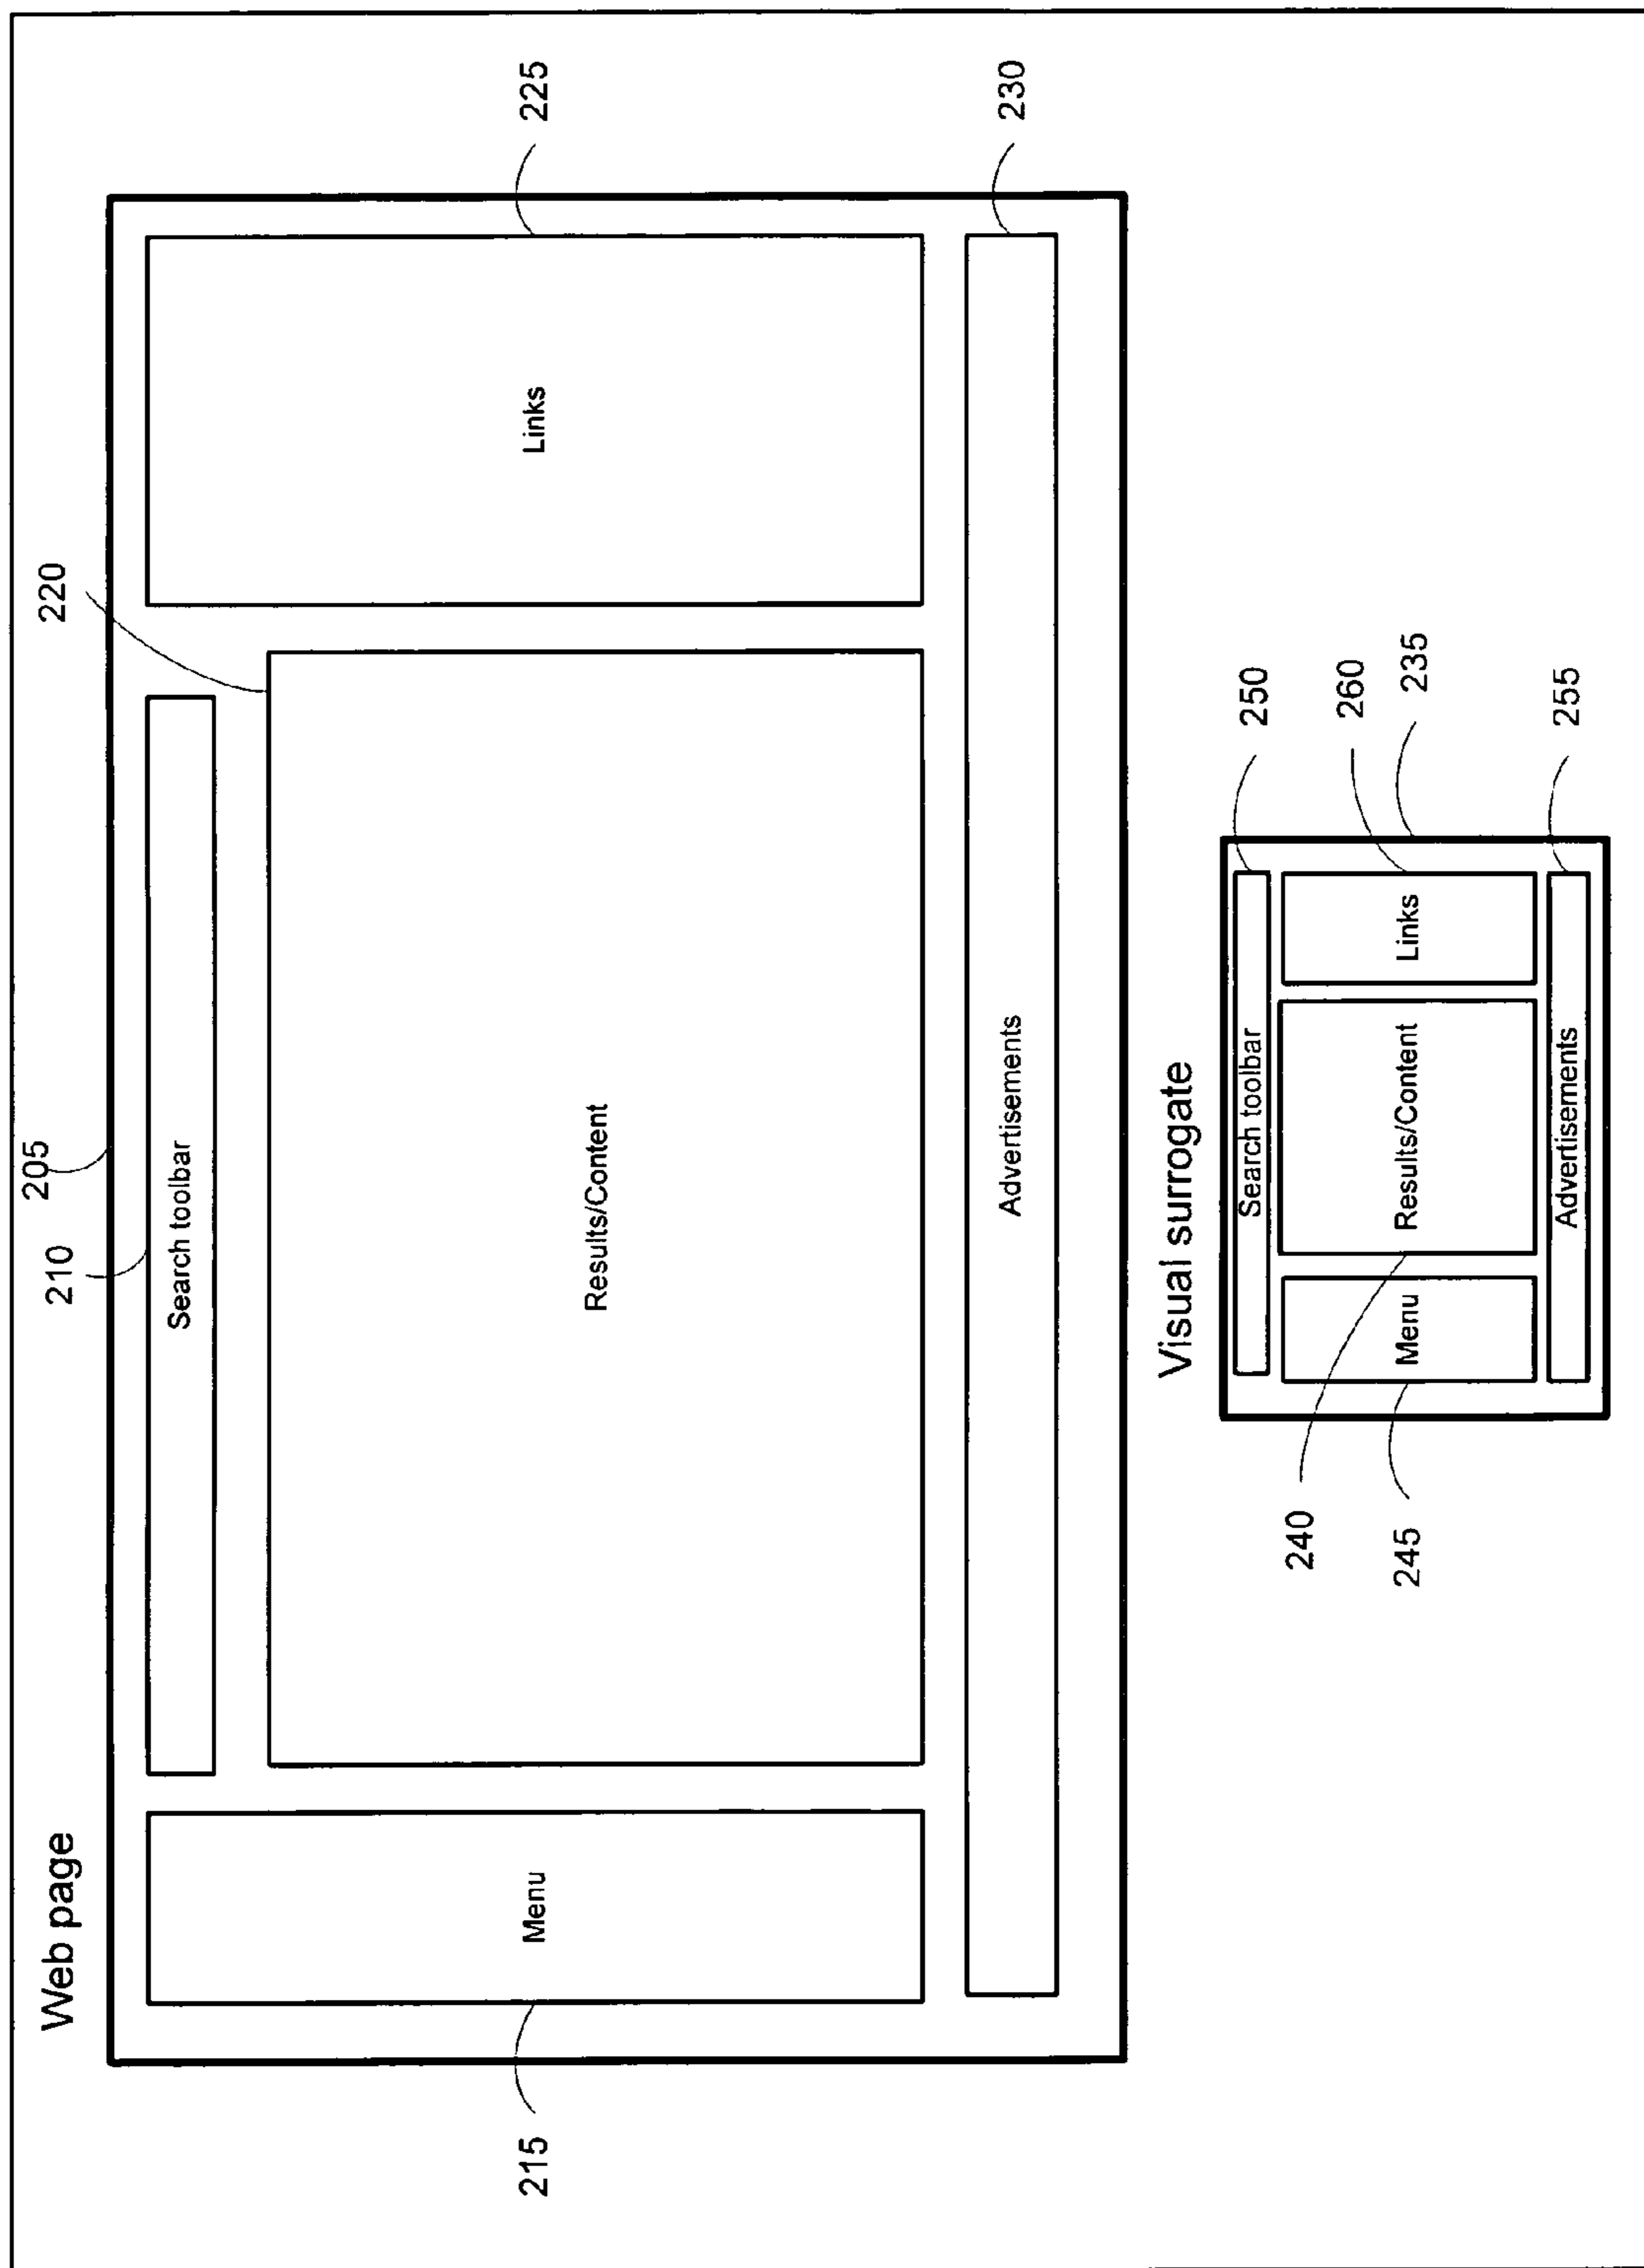 Web page
205
210
220
Search toolbar
Menu
Results/Content
Links
215
225
Advertisements
230
Visual surrogate
Search toolbar
250
240
Menu
Results/Content
Links
260
245
235
Advertisements
255